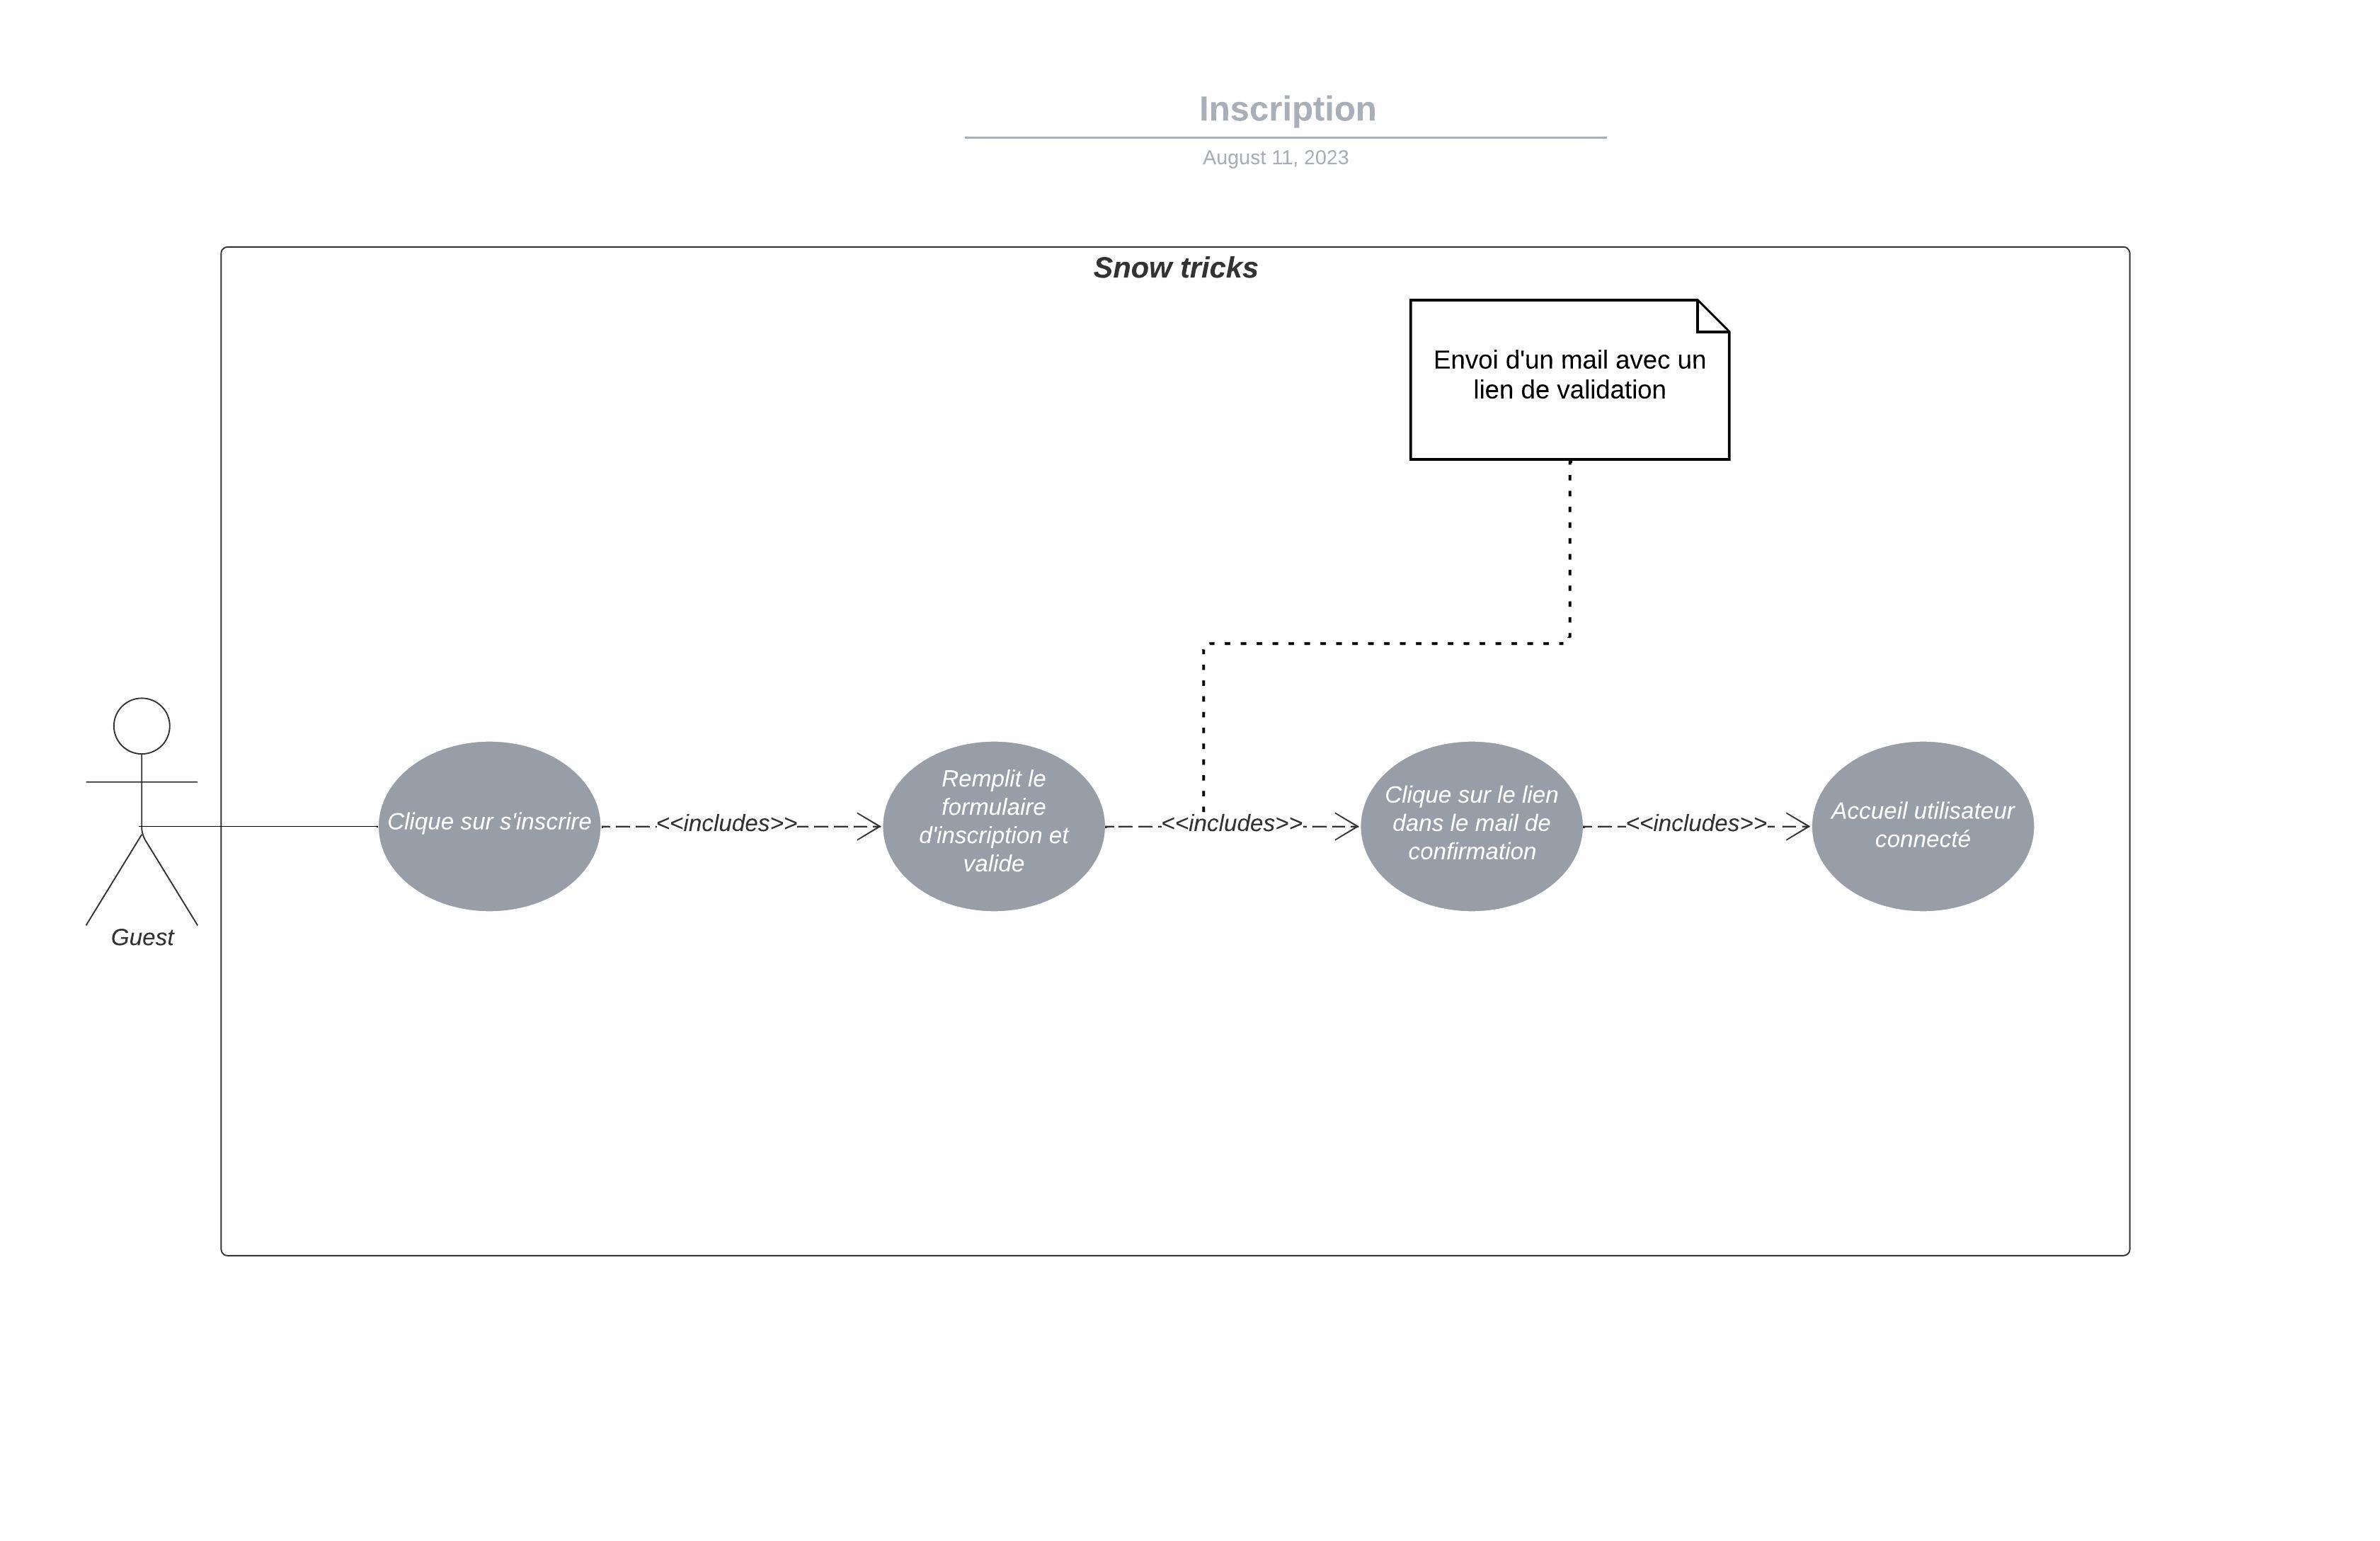 Inscription
August 11, 2023
Snow tricks
Envoi d'un mail avec un
lien de validation
Guest
Clique sur s'inscrire
<<includes>>
Remplit le
formulaire
d'inscription et
valide
<<includes>>
Clique sur le lien
dans le mail de
confirmation
<<includes>>
Accueil utilisateur
connecté